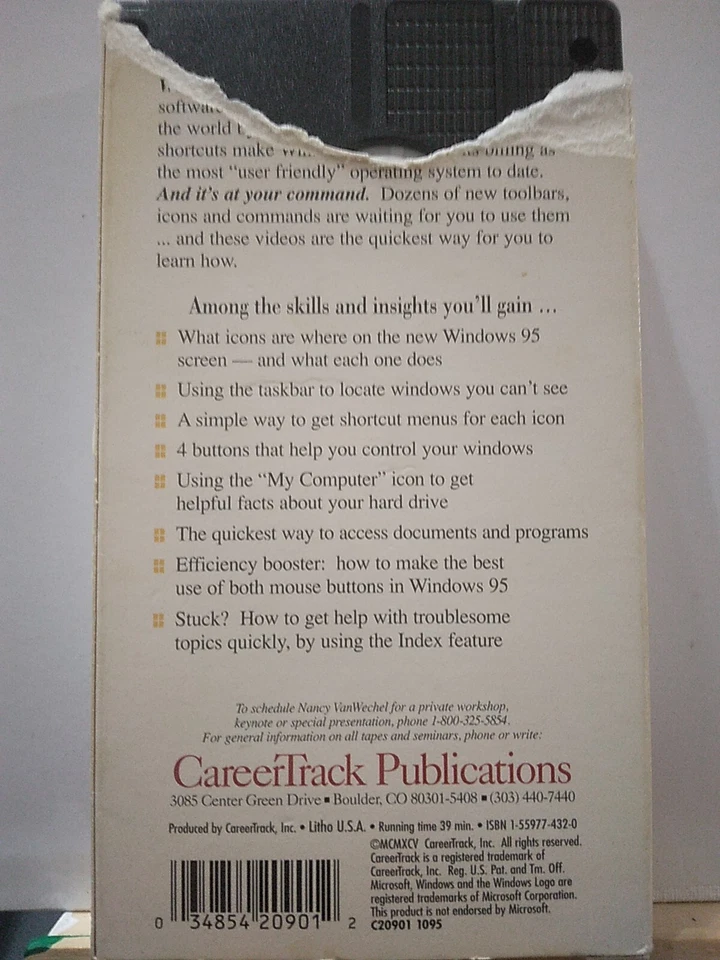 the world
shortcuts make
the most "user friendly" operating system to date.
And it's at your command. Dozens of new toolbars,
icons and commands are waiting for you to use them
... and these videos are the quickest way for you to
learn how.
Among the skills and insights you'll gain ...
What icons are where on the new Windows 95
screen — and what each one does
Using the taskbar to locate windows you can't see
A simple way to get shortcut menus for each icon
4 buttons that help you control your windows
Using the "My Computer" icon to get
helpful facts about your hard drive
The quickest way to access documents and programs
Efficiency booster: how to make the best
use of both mouse buttons in Windows 95
Stuck? How to get help with troublesome
topics quickly, by using the Index feature
To schedule Nancy VanWechel for a private workshop,
keynote or special presentation, phone 1-800-325-5854.
For general information on all tapes and seminars, phone or write:
CareerTrack Publications
3085 Center Green Drive ▪ Boulder, CO 80301-5408 ▪ (303) 440-7440
Produced by CareerTrack, Inc. • Litho U.S.A. • Running time 39 min. • ISBN 1-55977-432-0
©MCMXCV CareerTrack, Inc. All rights reserved.
CareerTrack is a registered trademark of
CareerTrack, Inc. Reg. U.S. Pat. and Tm. Off.
Microsoft, Windows and the Windows Logo are
registered trademarks of Microsoft Corporation.
This product is not endorsed by Microsoft.
C20901 1095
0 34854 20901 2